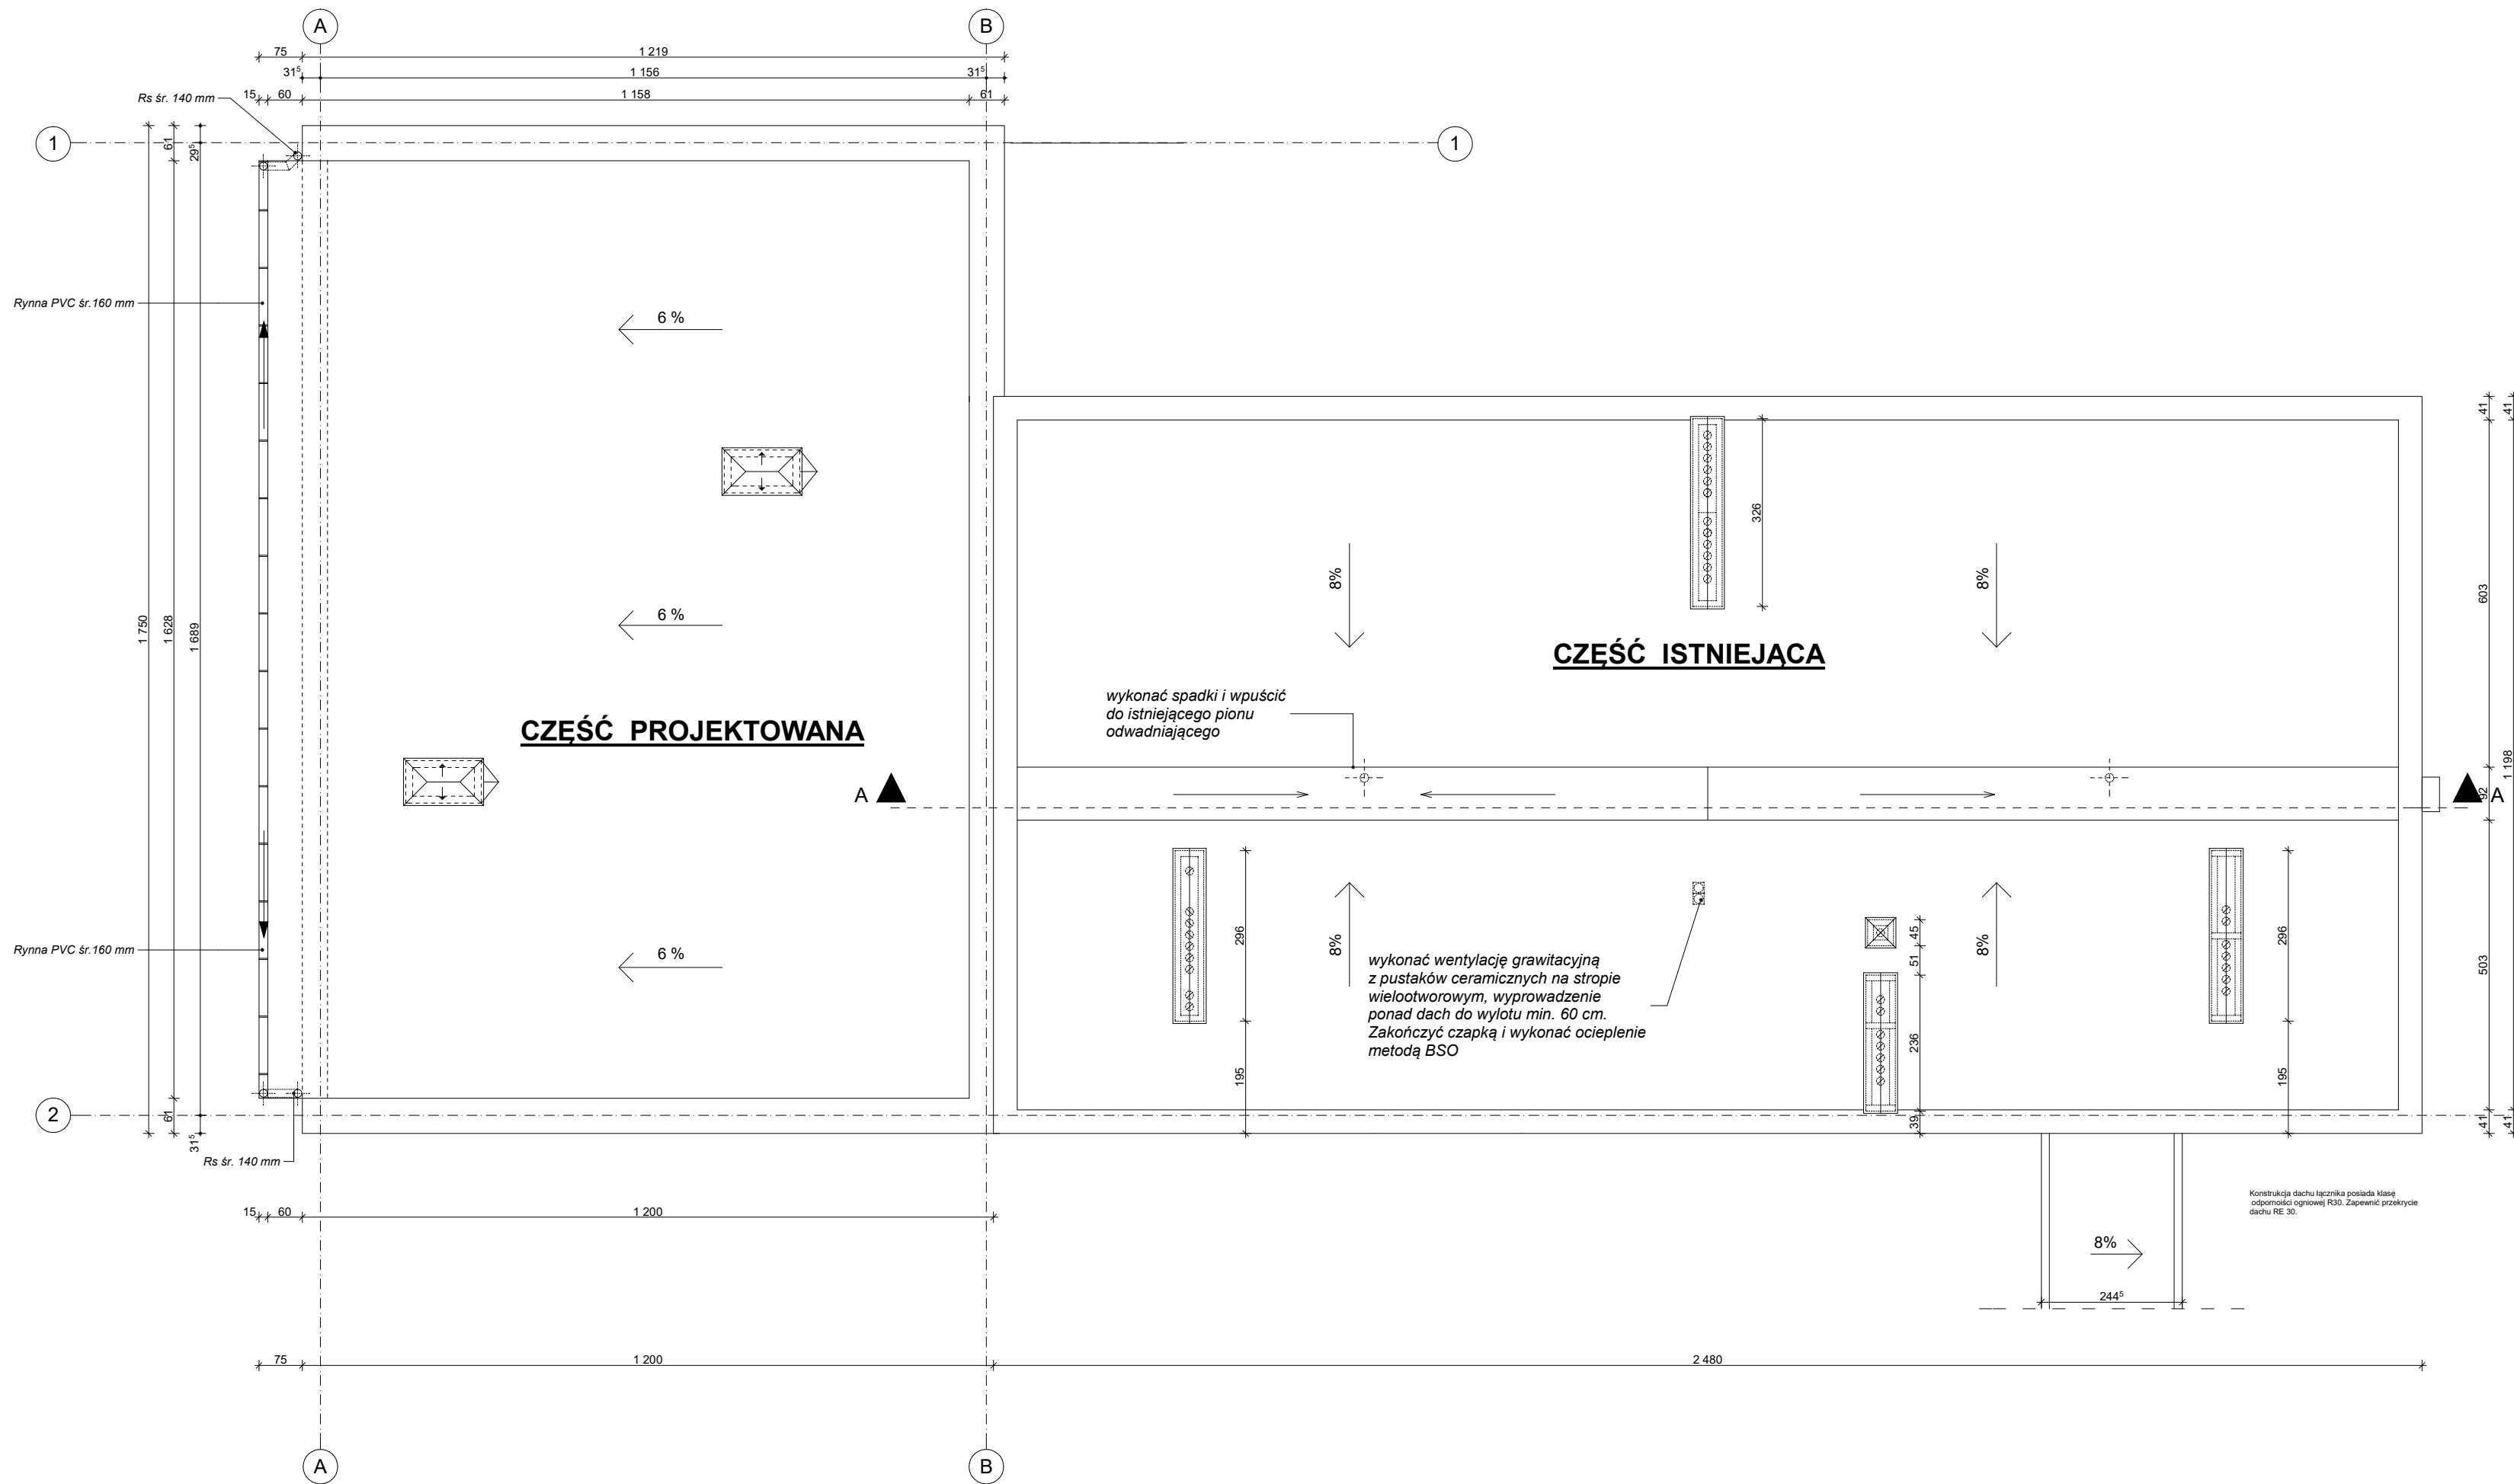 A
B
75
1 219
31⁵
1 156
31⁵
Rs śr. 140 mm
15
60
1 158
61
1
1
61
29⁵
Rynna PVC śr.160 mm
6 %
41
41
326
603
8%
8%
6 %
1 750
1 628
1 689
CZĘŚĆ ISTNIEJĄCA
wykonać spadki i wpuścić
do istniejącego pionu
odwadniającego
CZĘŚĆ PROJEKTOWANA
1 198
A
92
A
296
45
51
296
8%
8%
503
Rynna PVC śr.160 mm
6 %
wykonać wentylację grawitacyjną
z pustaków ceramicznych na stropie
wielootworowym, wyprowadzenie
ponad dach do wylotu min. 60 cm.
Zakończyć czapką i wykonać ocieplenie
metodą BSO
236
195
195
2
61
31⁵
39
41
41
Rs śr. 140 mm
Konstrukcja dachu łącznika posiada klasę
odpornoiści ogniowej R30. Zapewnić przekrycie
dachu RE 30.
15
60
1 200
8%
244⁵
75
1 200
2 480
A
B